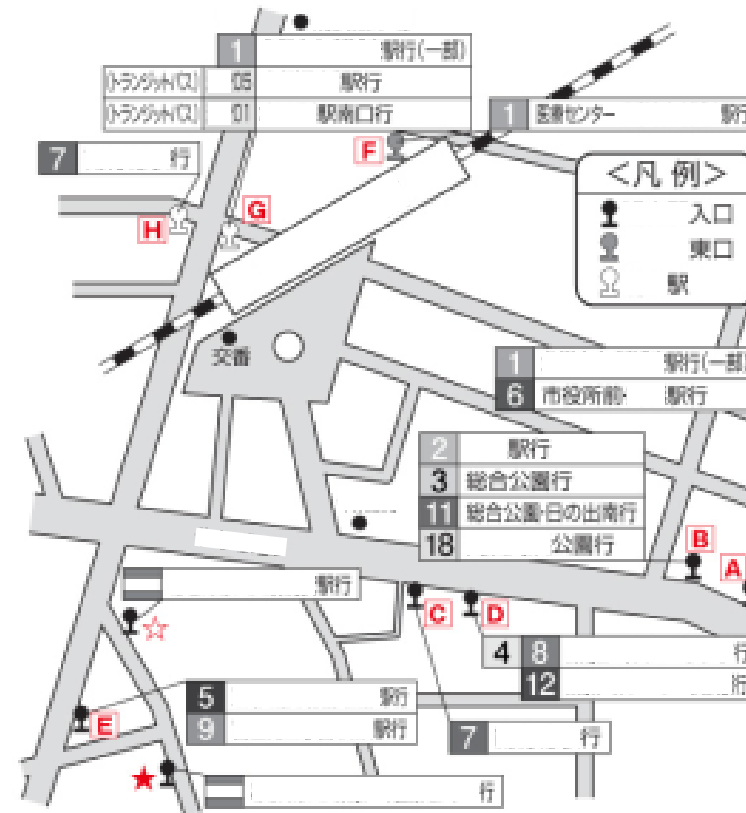 1 駅行(一部)
(トランジットバス) 05 駅行
(トランジットバス) 01 駅南口行
1 医療センター 駅行
7 行
F
<凡例>
入口
東口
駅
H
G
交番
1 駅行(一部)
6 市役所前・ 駅行
2 駅行
3 総合公園行
11 総合公園・日の出南行
18 公園行
B
A
駅行
☆
C
D
4 8 行
12 行
5 駅行
9 駅行
E
7 行
★
行